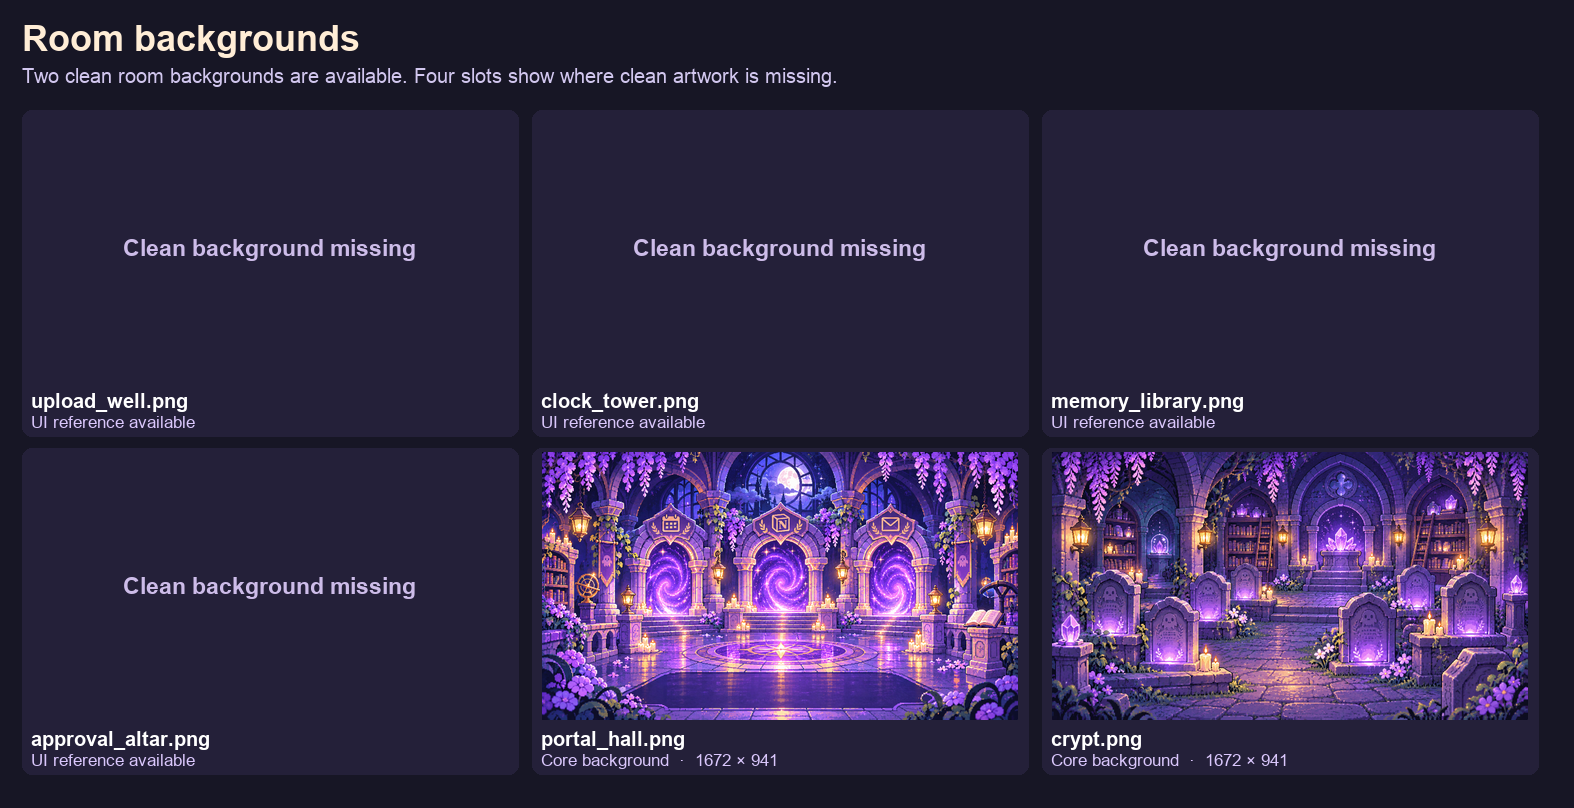 Room backgrounds
Two clean room backgrounds are available. Four slots show where clean artwork is missing.
Clean background missing
upload_well.png
UI reference available
Clean background missing
clock_tower.png
UI reference available
Clean background missing
memory_library.png
UI reference available
Clean background missing
approval_altar.png
UI reference available
N
portal_hall.png
Core background · 1672 × 941
crypt.png
Core background · 1672 × 941